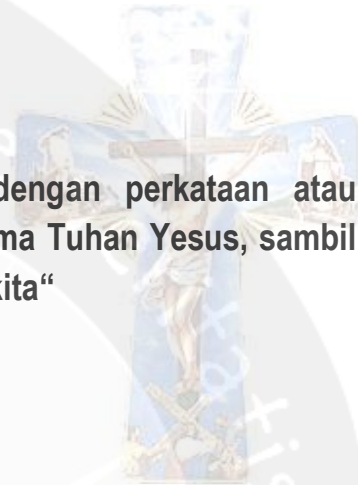 dengan perkataan atau
ma Tuhan Yesus, sambil
kita“